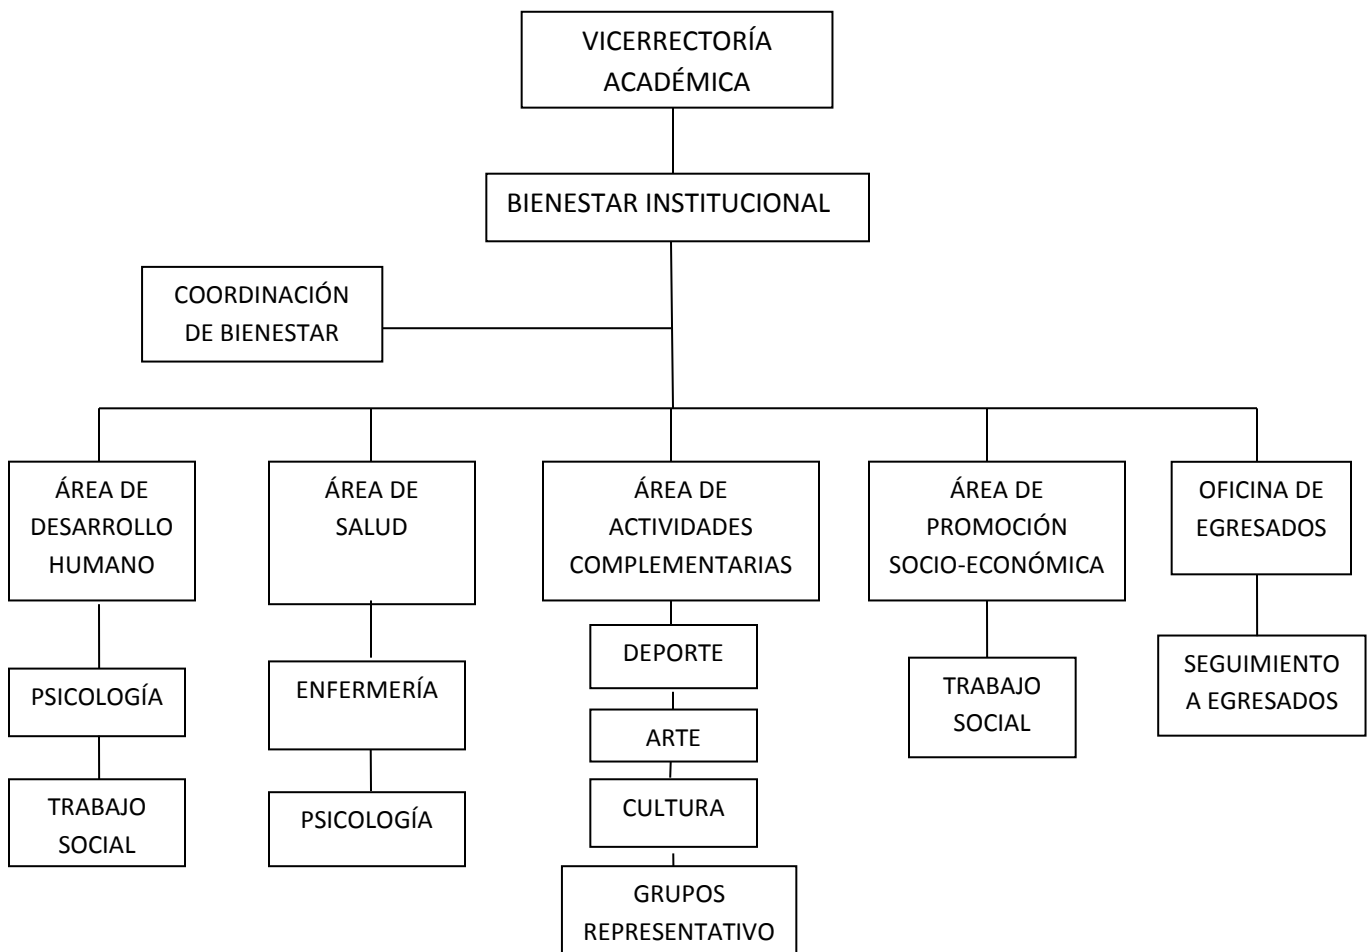 VICERRECTORÍA
ACADÉMICA
BIENESTAR INSTITUCIONAL
COORDINACIÓN
DE BIENESTAR
ÁREA DE
DESARROLLO
HUMANO
ÁREA DE
SALUD
ÁREA DE
ACTIVIDADES
COMPLEMENTARIAS
ÁREA DE
PROMOCIÓN
SOCIO-ECONÓMICA
OFICINA DE
EGRESADOS
PSICOLOGÍA
TRABAJO
SOCIAL
ENFERMERÍA
PSICOLOGÍA
DEPORTE
ARTE
CULTURA
GRUPOS
REPRESENTATIVO
TRABAJO
SOCIAL
SEGUIMIENTO
A EGRESADOS